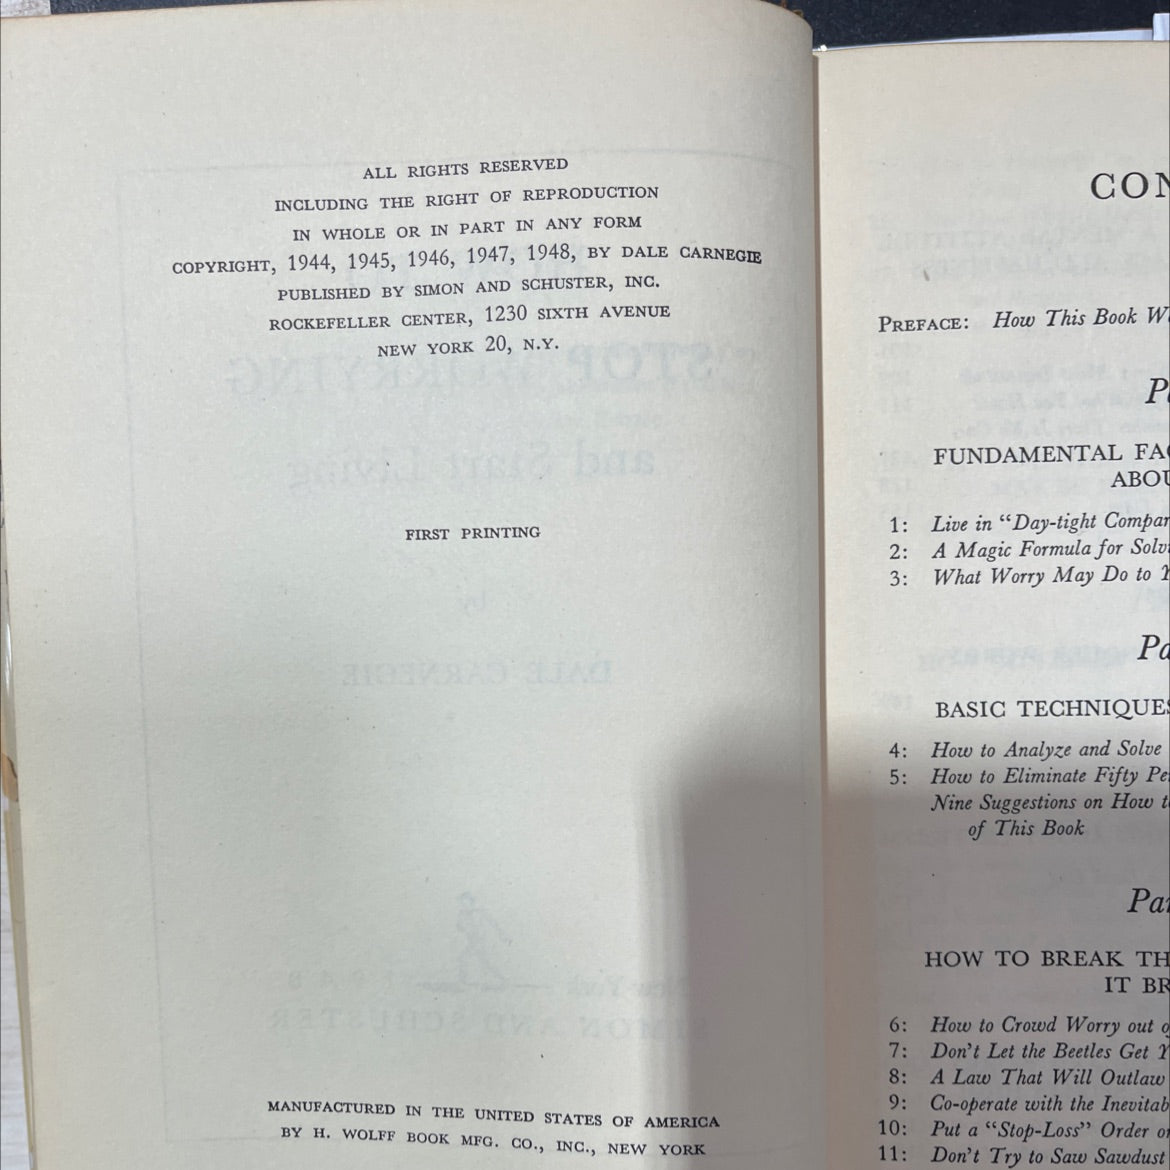 ALL RIGHTS RESERVED
INCLUDING THE RIGHT OF REPRODUCTION
IN WHOLE OR IN PART IN ANY FORM
COPYRIGHT, 1944, 1945, 1946, 1947, 1948, BY DALE CARNEGIE
PUBLISHED BY SIMON AND SCHUSTER, INC.
ROCKEFELLER CENTER, 1230 SIXTH AVENUE
NEW YORK 20, N.Y.
FIRST PRINTING
MANUFACTURED IN THE UNITED STATES OF AMERICA
BY H. WOLFF BOOK MFG. CO., INC., NEW YORK
CON
PREFACE: How This Book W
P
FUNDAMENTAL FA
ABOU
1: Live in "Day-tight Compar
2: A Magic Formula for Solv
3: What Worry May Do to Y
Pa
BASIC TECHNIQUES
4: How to Analyze and Solve
5: How to Eliminate Fifty Pe
Nine Suggestions on How t
of This Book
Par
HOW TO BREAK TH
IT BR
6: How to Crowd Worry out o
7: Don't Let the Beetles Get Y
8: A Law That Will Outlaw
9: Co-operate with the Inevitab
10: Put a "Stop-Loss" Order o
11: Don't Try to Saw Sawdust